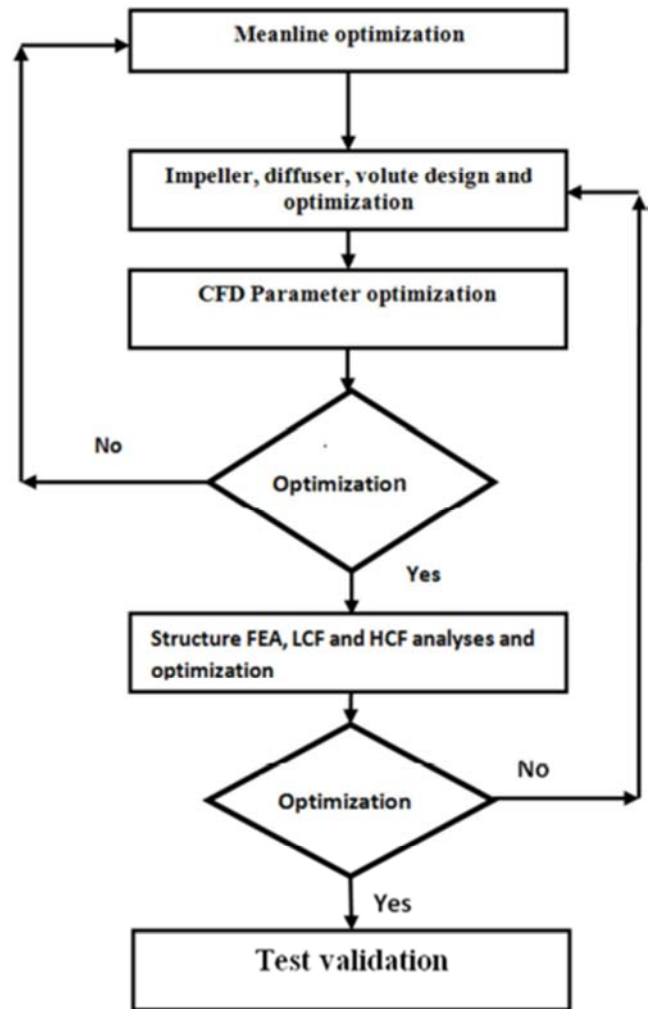 Meanline optimization
Impeller, diffuser, volute design and
optimization
CFD Parameter optimization
No
Optimization
Yes
Structure FEA, LCF and HCF analyses and
optimization
No
Optimization
Yes
Test validation